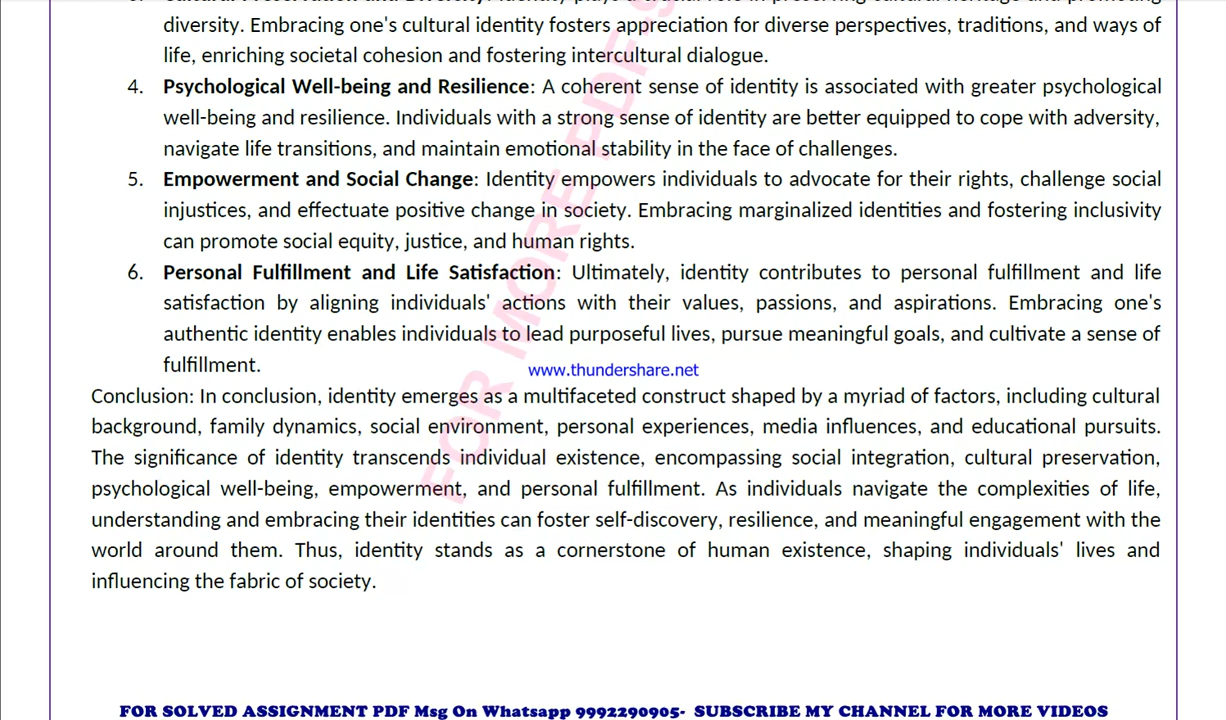 diversity. Embracing one's cultural identity fosters appreciation for diverse perspectives, traditions, and ways of
life, enriching societal cohesion and fostering intercultural dialogue.
4. Psychological Well-being and Resilience: A coherent sense of identity is associated with greater psychological
well-being and resilience. Individuals with a strong sense of identity are better equipped to cope with adversity,
navigate life transitions, and maintain emotional stability in the face of challenges.
5. Empowerment and Social Change: Identity empowers individuals to advocate for their rights, challenge social
injustices, and effectuate positive change in society. Embracing marginalized identities and fostering inclusivity
can promote social equity, justice, and human rights.
6. Personal Fulfillment and Life Satisfaction: Ultimately, identity contributes to personal fulfillment and life
satisfaction by aligning individuals' actions with their values, passions, and aspirations. Embracing one's
authentic identity enables individuals to lead purposeful lives, pursue meaningful goals, and cultivate a sense of
fulfillment.
www.thundershare.net
Conclusion: In conclusion, identity emerges as a multifaceted construct shaped by a myriad of factors, including cultural
background, family dynamics, social environment, personal experiences, media influences, and educational pursuits.
The significance of identity transcends individual existence, encompassing social integration, cultural preservation,
psychological well-being, empowerment, and personal fulfillment. As individuals navigate the complexities of life,
understanding and embracing their identities can foster self-discovery, resilience, and meaningful engagement with the
world around them. Thus, identity stands as a cornerstone of human existence, shaping individuals' lives and
influencing the fabric of society.
FOR MORE PDFS
FOR SOLVED ASSIGNMENT PDF Msg On Whatsapp 9992290905- SUBSCRIBE MY CHANNEL FOR MORE VIDEOS